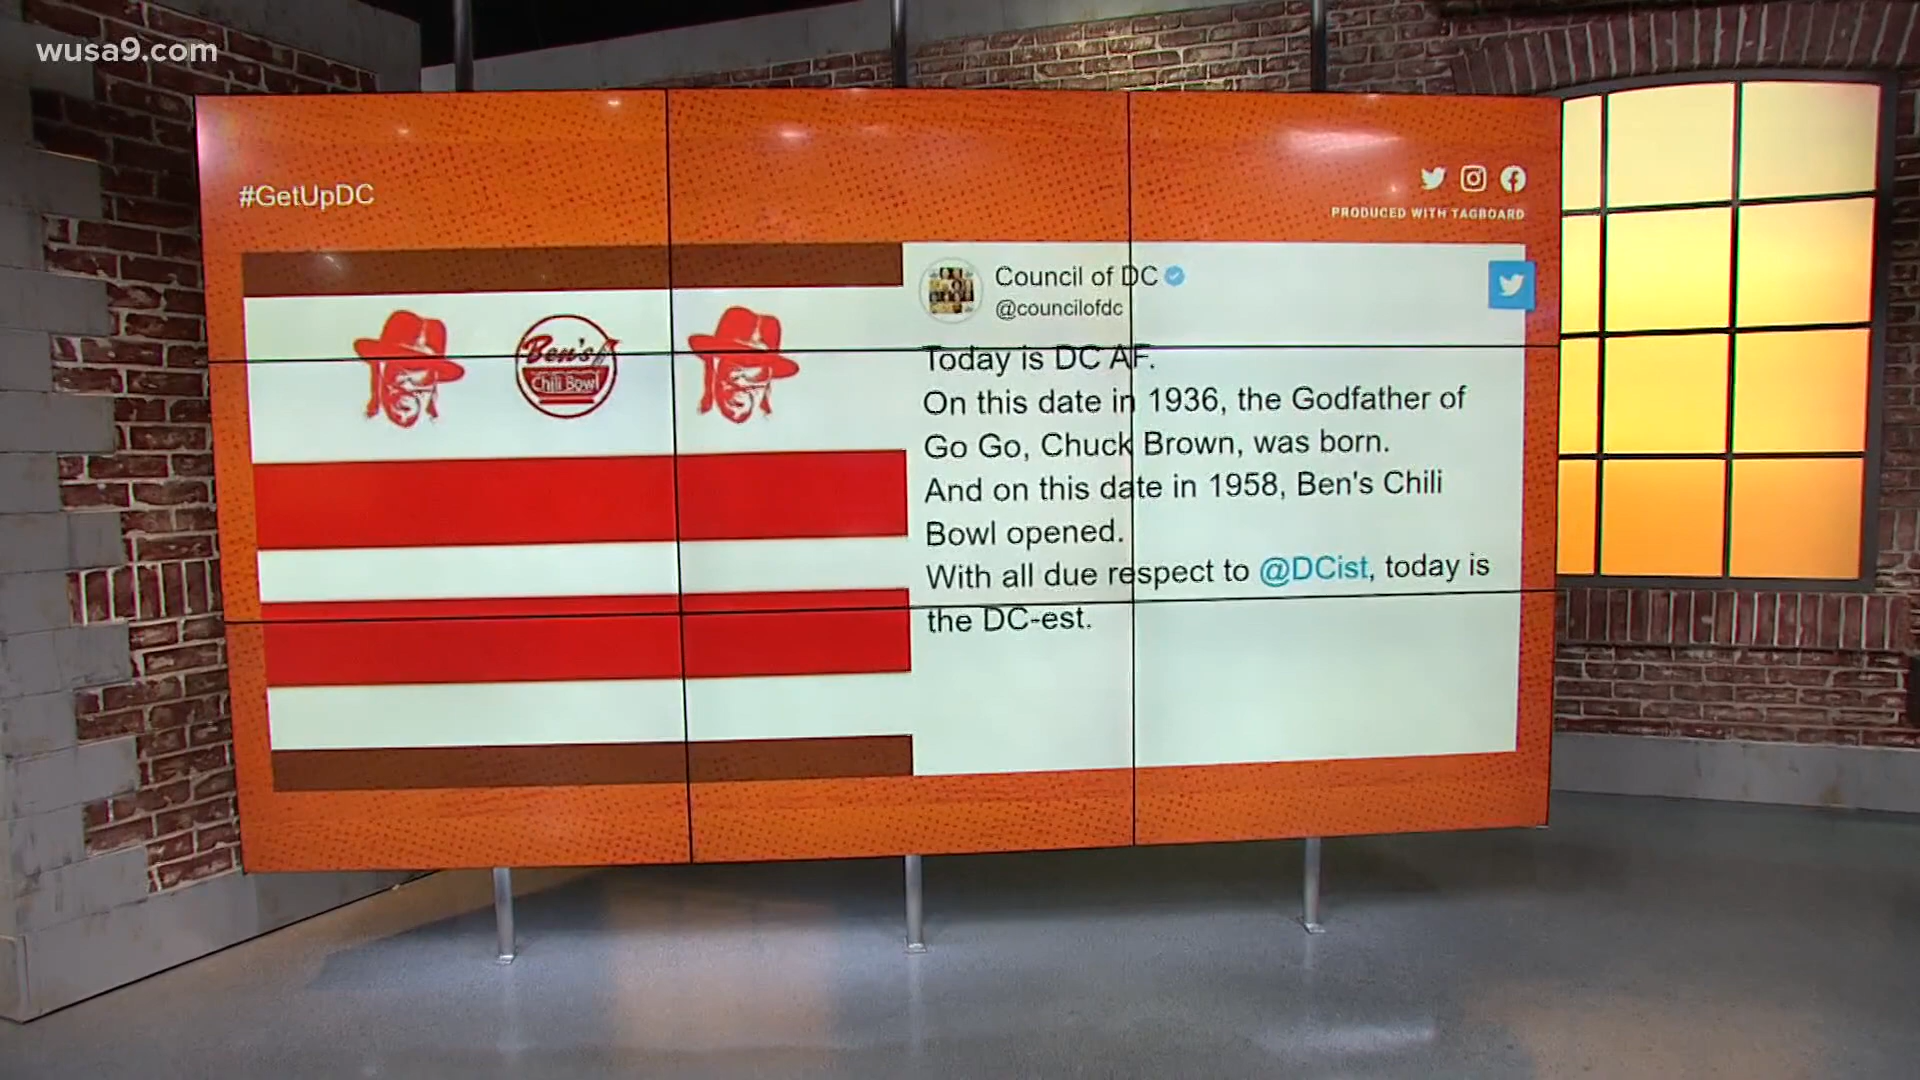 wusa9.com
#GetUpDC
PRODUCED WITH TAGBOARD
Ben's
Chili Bowl
Council of DC
@councilofdc
Today is DC AF.
On this date in 1936, the Godfather of
Go Go, Chuck Brown, was born.
And on this date in 1958, Ben's Chili
Bowl opened.
With all due respect to @DCist, today is
the DC-est.